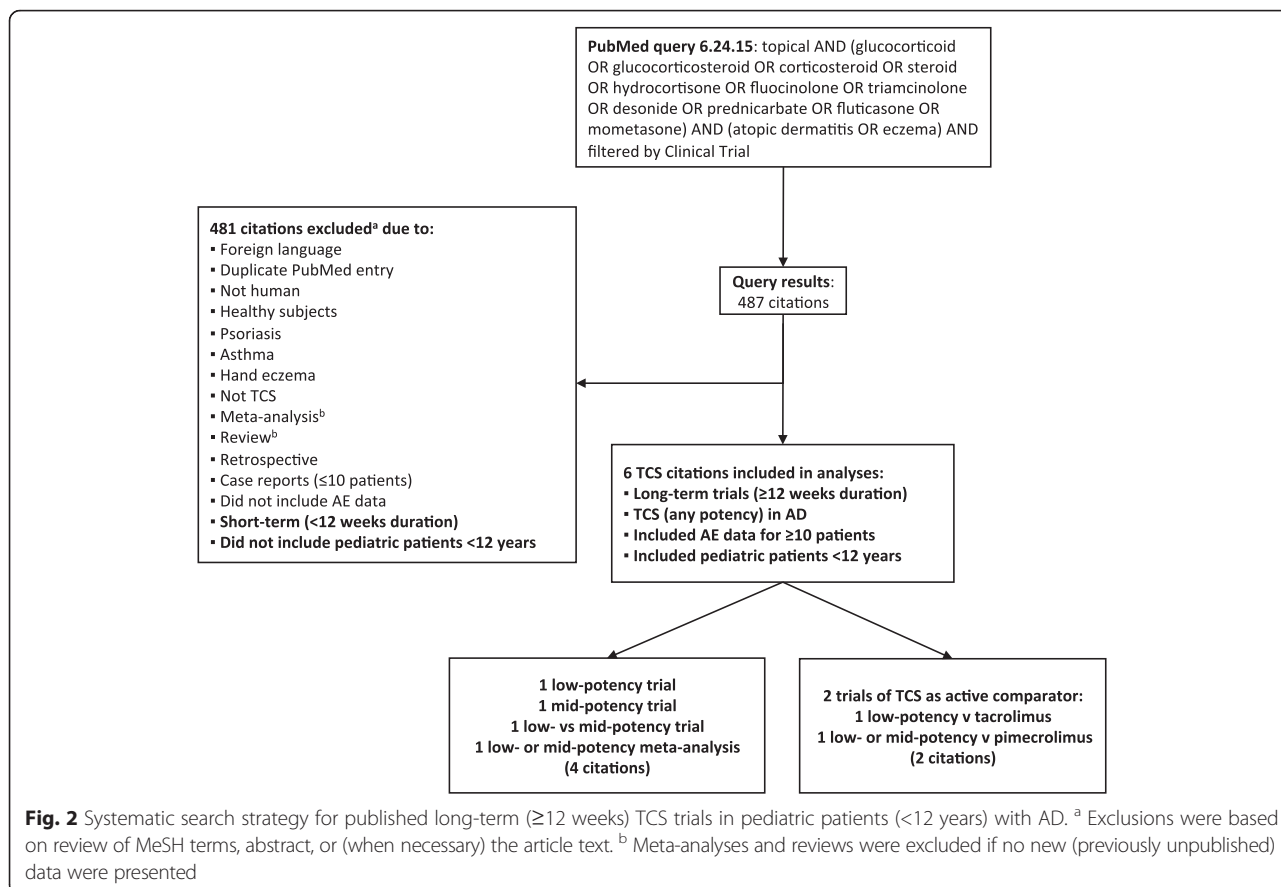 PubMed query 6.24.15: topical AND (glucocorticoid
OR glucocorticosteroid OR corticosteroid OR steroid
OR hydrocortisone OR fluocinolone OR triamcinolone
OR desonide OR prednicarbate OR fluticasone OR
mometasone) AND (atopic dermatitis OR eczema) AND
filtered by Clinical Trial
481 citations excludedᵃ due to:
▪ Foreign language
▪ Duplicate PubMed entry
▪ Not human
▪ Healthy subjects
▪ Psoriasis
▪ Asthma
▪ Hand eczema
▪ Not TCS
▪ Meta-analysisᵇ
▪ Reviewᵇ
▪ Retrospective
▪ Case reports (≤10 patients)
▪ Did not include AE data
▪ Short-term (<12 weeks duration)
▪ Did not include pediatric patients <12 years
Query results:
487 citations
6 TCS citations included in analyses:
▪ Long-term trials (≥12 weeks duration)
▪ TCS (any potency) in AD
▪ Included AE data for ≥10 patients
▪ Included pediatric patients <12 years
1 low-potency trial
1 mid-potency trial
1 low- vs mid-potency trial
1 low- or mid-potency meta-analysis
(4 citations)
2 trials of TCS as active comparator:
1 low-potency v tacrolimus
1 low- or mid-potency v pimecrolimus
(2 citations)
Fig. 2 Systematic search strategy for published long-term (≥12 weeks) TCS trials in pediatric patients (<12 years) with AD. ᵃ Exclusions were based
on review of MeSH terms, abstract, or (when necessary) the article text. ᵇ Meta-analyses and reviews were excluded if no new (previously unpublished)
data were presented